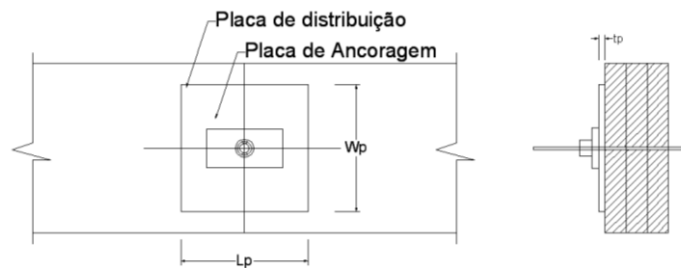 Placa de distribuição
Placa de Ancoragem
tp
Wp
Lp